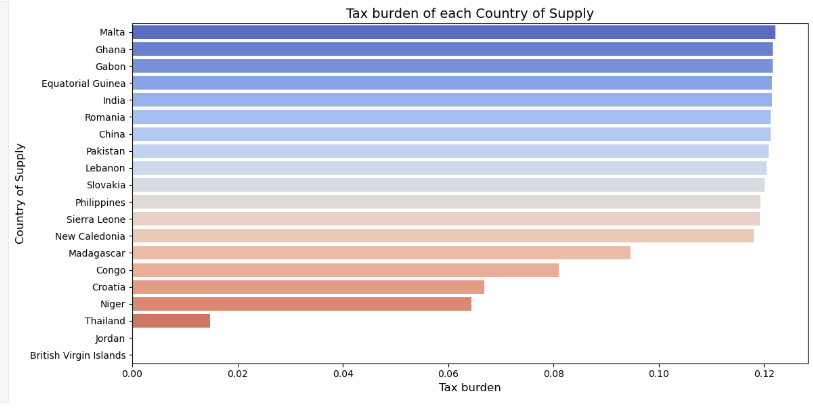 Tax burden of each Country of Supply
Country of Supply
Malta
Ghana
Gabon
Equatorial Guinea
India
Romania
China
Pakistan
Lebanon
Slovakia
Philippines
Sierra Leone
New Caledonia
Madagascar
Congo
Croatia
Niger
Thailand
Jordan
British Virgin Islands
0.00 0.02 0.04 0.06 0.08 0.10 0.12
Tax burden